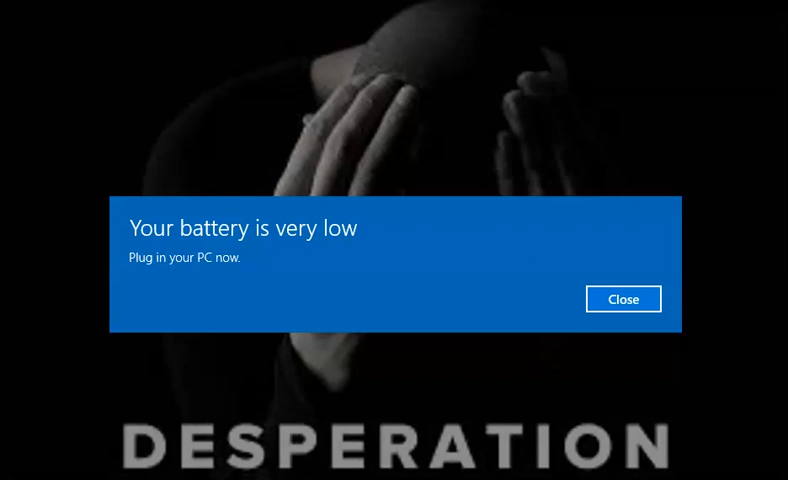 Your battery is very low
Plug in your PC now.
Close
DESPERATION